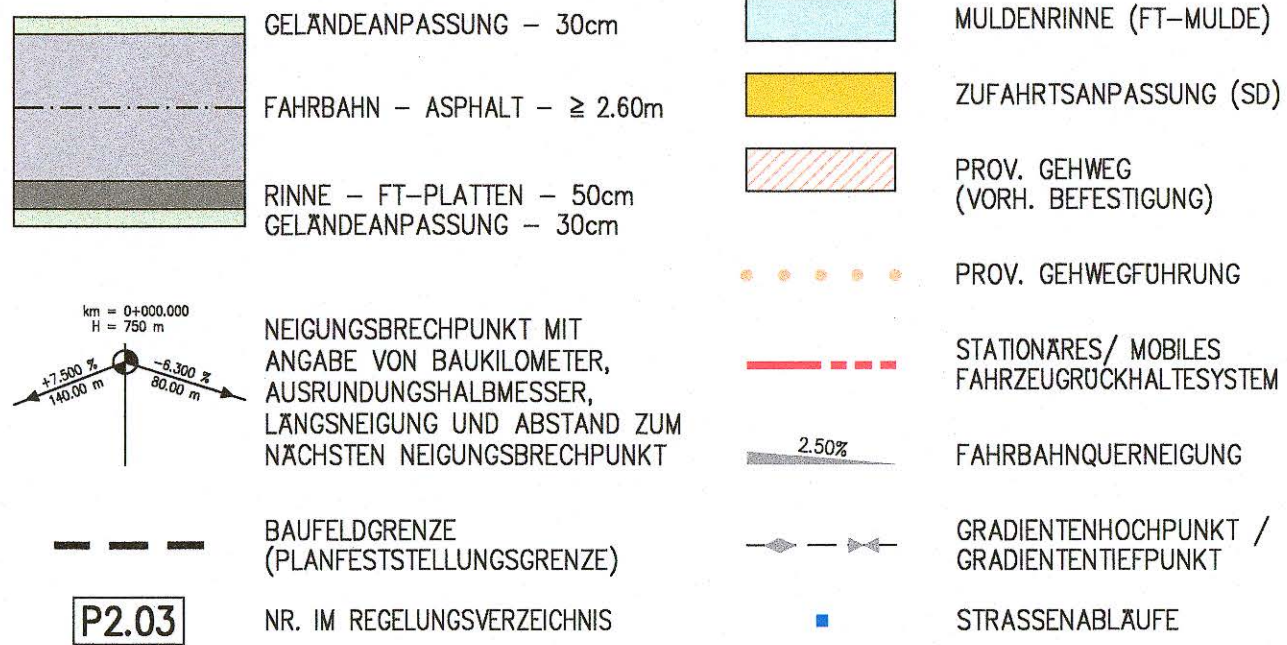 GELÄNDEANPASSUNG – 30cm
FAHRBAHN – ASPHALT – ≥ 2.60m
RINNE – FT–PLATTEN – 50cm
GELÄNDEANPASSUNG – 30cm
km = 0+000.000
H = 750 m
+7.500 %
140.00 m
–6.300 %
80.00 m
NEIGUNGSBRECHPUNKT MIT
ANGABE VON BAUKILOMETER,
AUSRUNDUNGSHALBMESSER,
LÄNGSNEIGUNG UND ABSTAND ZUM
NÄCHSTEN NEIGUNGSBRECHPUNKT
BAUFELDGRENZE
(PLANFESTSTELLUNGSGRENZE)
P2.03
NR. IM REGELUNGSVERZEICHNIS
MULDENRINNE (FT–MULDE)
ZUFAHRTSANPASSUNG (SD)
PROV. GEHWEG
(VORH. BEFESTIGUNG)
PROV. GEHWEGFÜHRUNG
STATIONÄRES/ MOBILES
FAHRZEUGRÜCKHALTESYSTEM
2.50%
FAHRBAHNQUERNEIGUNG
GRADIENTENHOCHPUNKT /
GRADIENTENTIEFPUNKT
STRASSENABLÄUFE